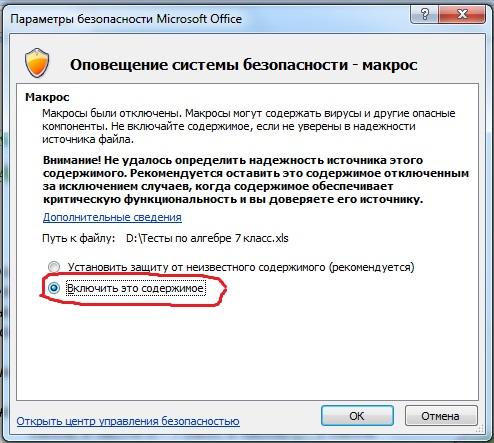 Параметры безопасности Microsoft Office
Оповещение системы безопасности - макрос
Макрос
Макросы были отключены. Макросы могут содержать вирусы и другие опасные
компоненты. Не включайте содержимое, если не уверены в надежности
источника файла.
Внимание! Не удалось определить надежность источника этого
содержимого. Рекомендуется оставить это содержимое отключенным
за исключением случаев, когда содержимое обеспечивает
критическую функциональность и вы доверяете его источнику.
Дополнительные сведения
Путь к файлу: D:\Тесты по алгебре 7 класс.xls
Установить защиту от неизвестного содержимого (рекомендуется)
Включить это содержимое
Открыть центр управления безопасностью
ОК
Отмена